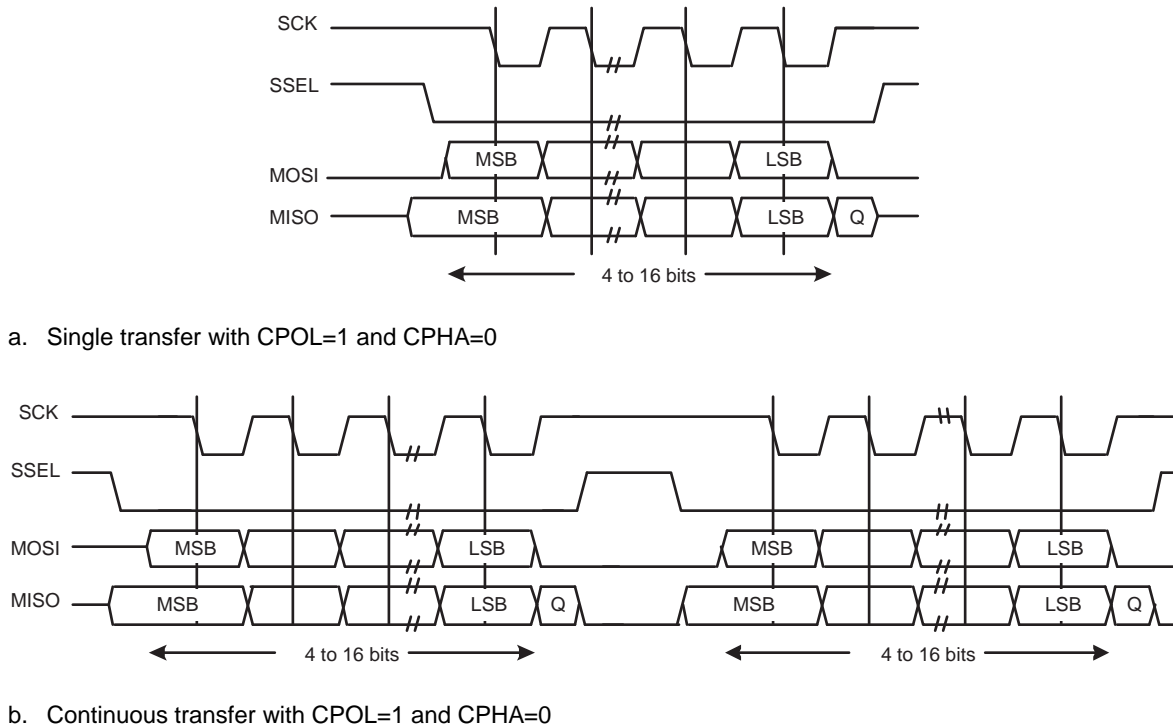 SCK
SSEL
MOSI MSB LSB
MISO MSB LSB Q
4 to 16 bits
a. Single transfer with CPOL=1 and CPHA=0
SCK
SSEL
MOSI MSB LSB MSB LSB
MISO MSB LSB Q MSB LSB Q
4 to 16 bits 4 to 16 bits
b. Continuous transfer with CPOL=1 and CPHA=0